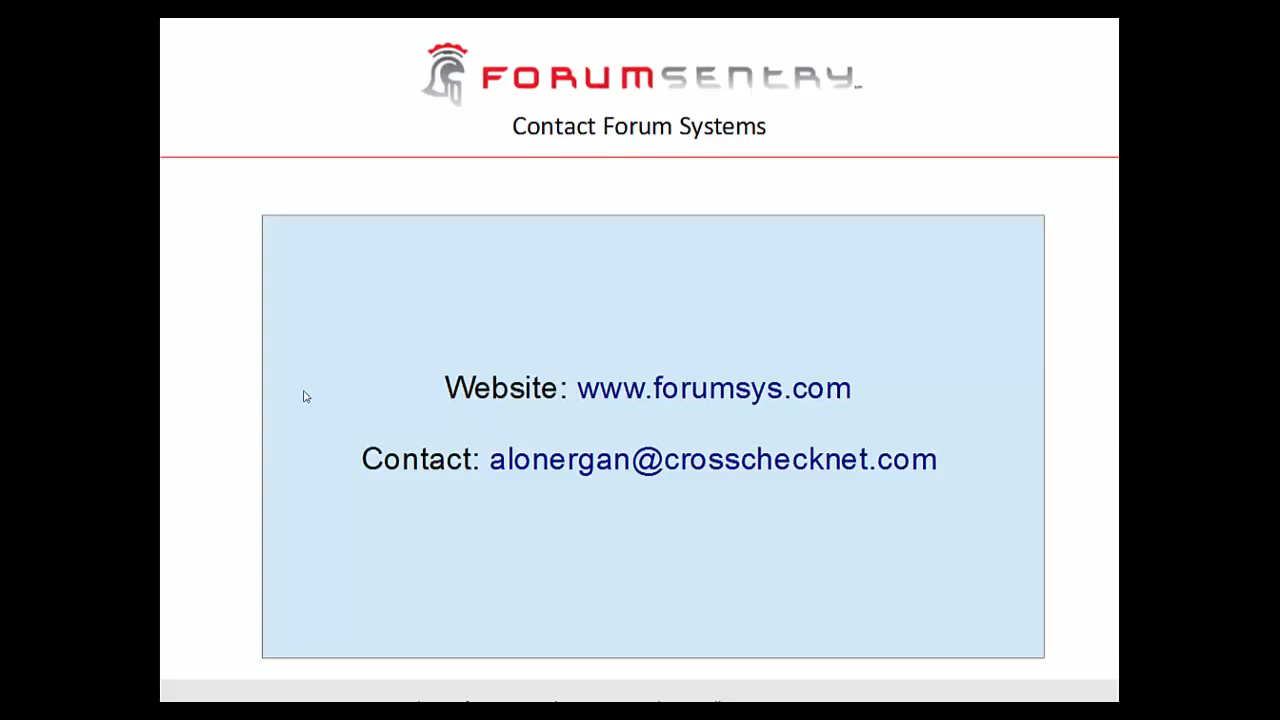 FORUMSENTRY
Contact Forum Systems
Website: www.forumsys.com
Contact: alonergan@crosschecknet.com